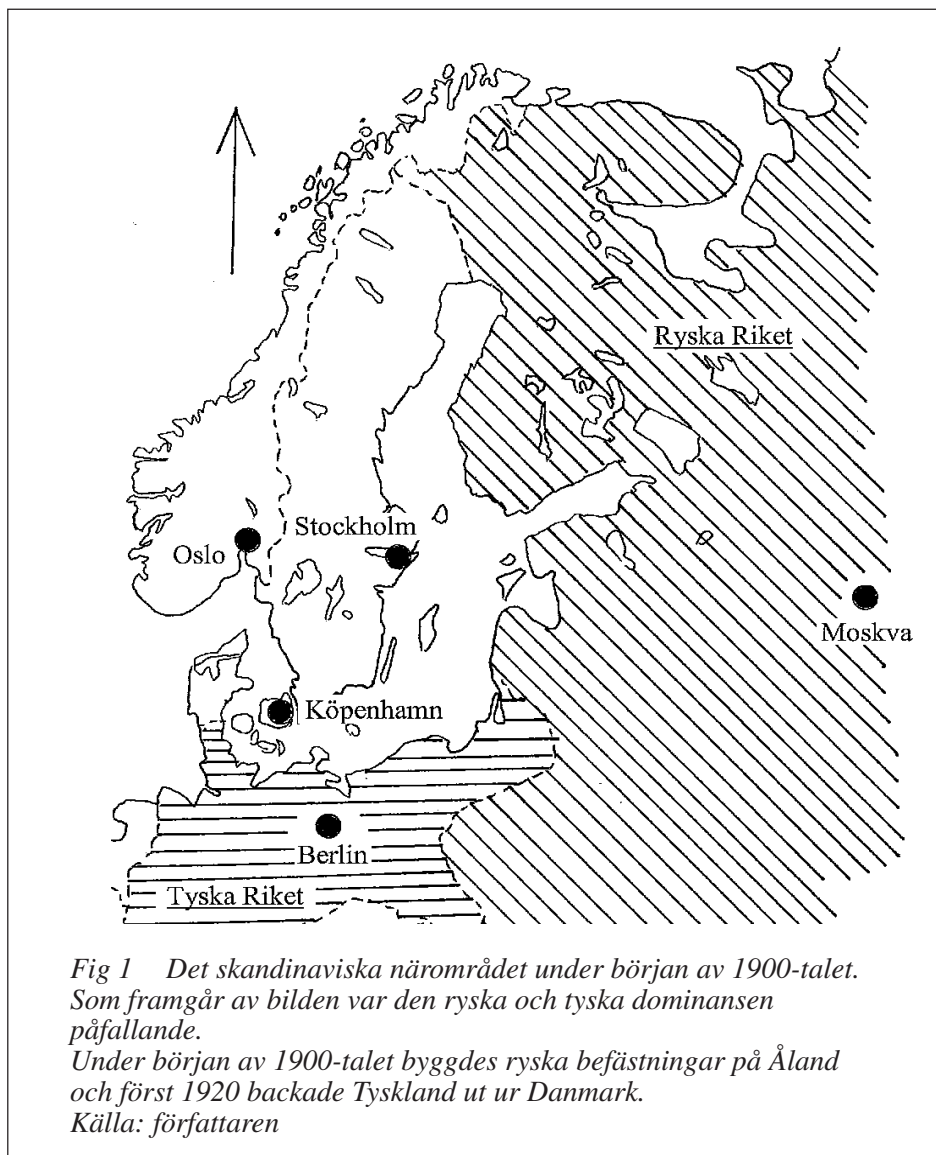 Ryska Riket
Stockholm
Oslo
Moskva
Köpenhamn
Berlin
Tyska Riket
Fig 1 Det skandinaviska närområdet under början av 1900-talet.
Som framgår av bilden var den ryska och tyska dominansen
påfallande.
Under början av 1900-talet byggdes ryska befästningar på Åland
och först 1920 backade Tyskland ut ur Danmark.
Källa: författaren